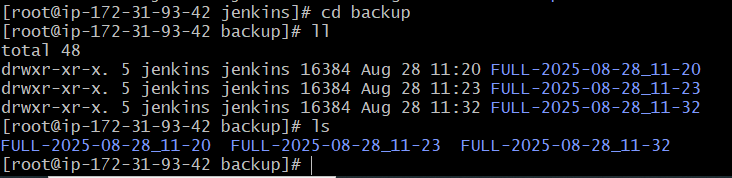 [root@ip-172-31-93-42 jenkins]# cd backup
[root@ip-172-31-93-42 backup]# ll
total 48
drwxr-xr-x. 5 jenkins jenkins 16384 Aug 28 11:20 FULL-2025-08-28_11-20
drwxr-xr-x. 5 jenkins jenkins 16384 Aug 28 11:23 FULL-2025-08-28_11-23
drwxr-xr-x. 5 jenkins jenkins 16384 Aug 28 11:32 FULL-2025-08-28_11-32
[root@ip-172-31-93-42 backup]# ls
FULL-2025-08-28_11-20  FULL-2025-08-28_11-23  FULL-2025-08-28_11-32
[root@ip-172-31-93-42 backup]#